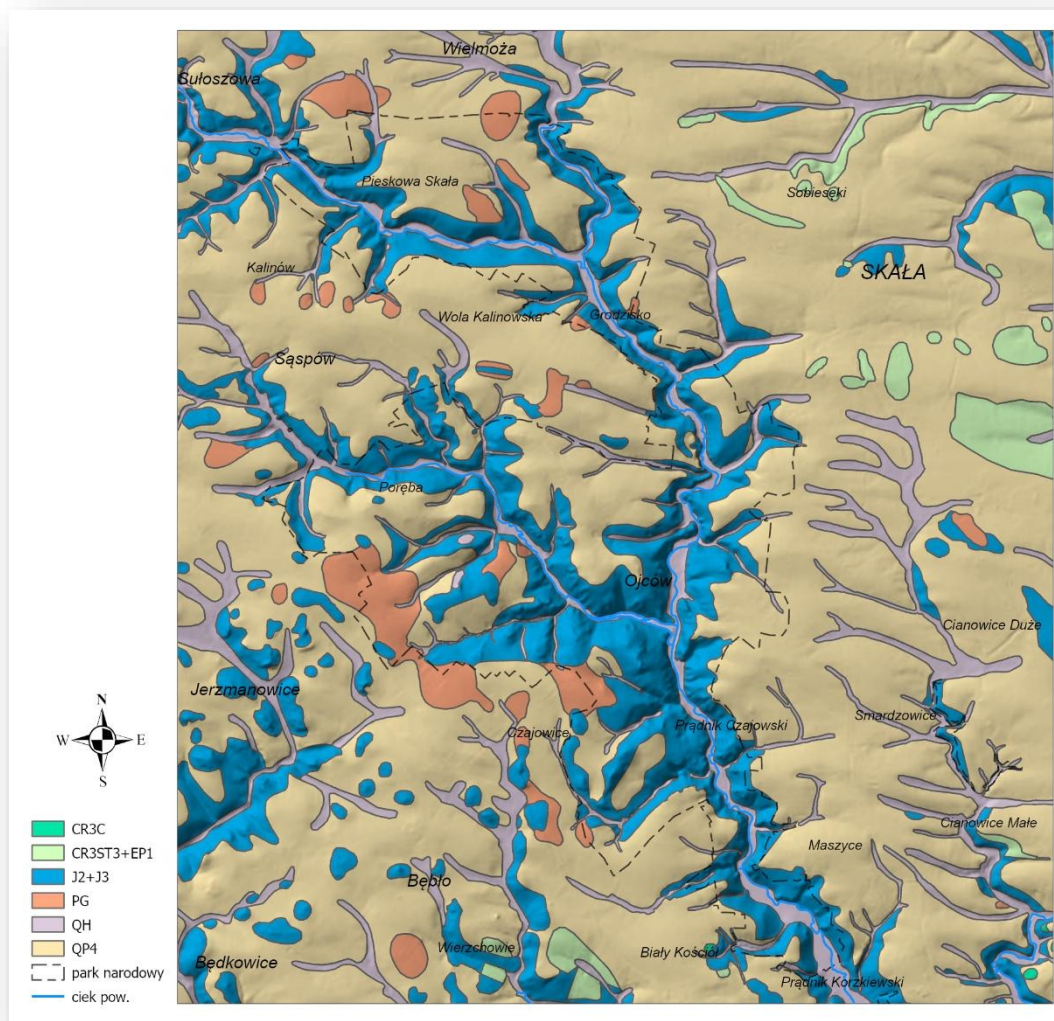 Wielmoża
Sułoszowa
Pieskowa Skała
Sobiesęki
Kalinów
SKAŁA
Wola Kalinowska
Grodzisko
Sąspów
Poręba
Ojców
Cianowice Duże
Jerzmanowice
Smardzowice
Prądnik Czajowski
Czajowice
Cianowice Małe
Maszyce
Bębło
Wierzchowie
Biały Kościół
Będkowice
Prądnik Korzkiewski
N
W
E
S
CR3C
CR3ST3+EP1
J2+J3
PG
QH
QP4
park narodowy
ciek pow.